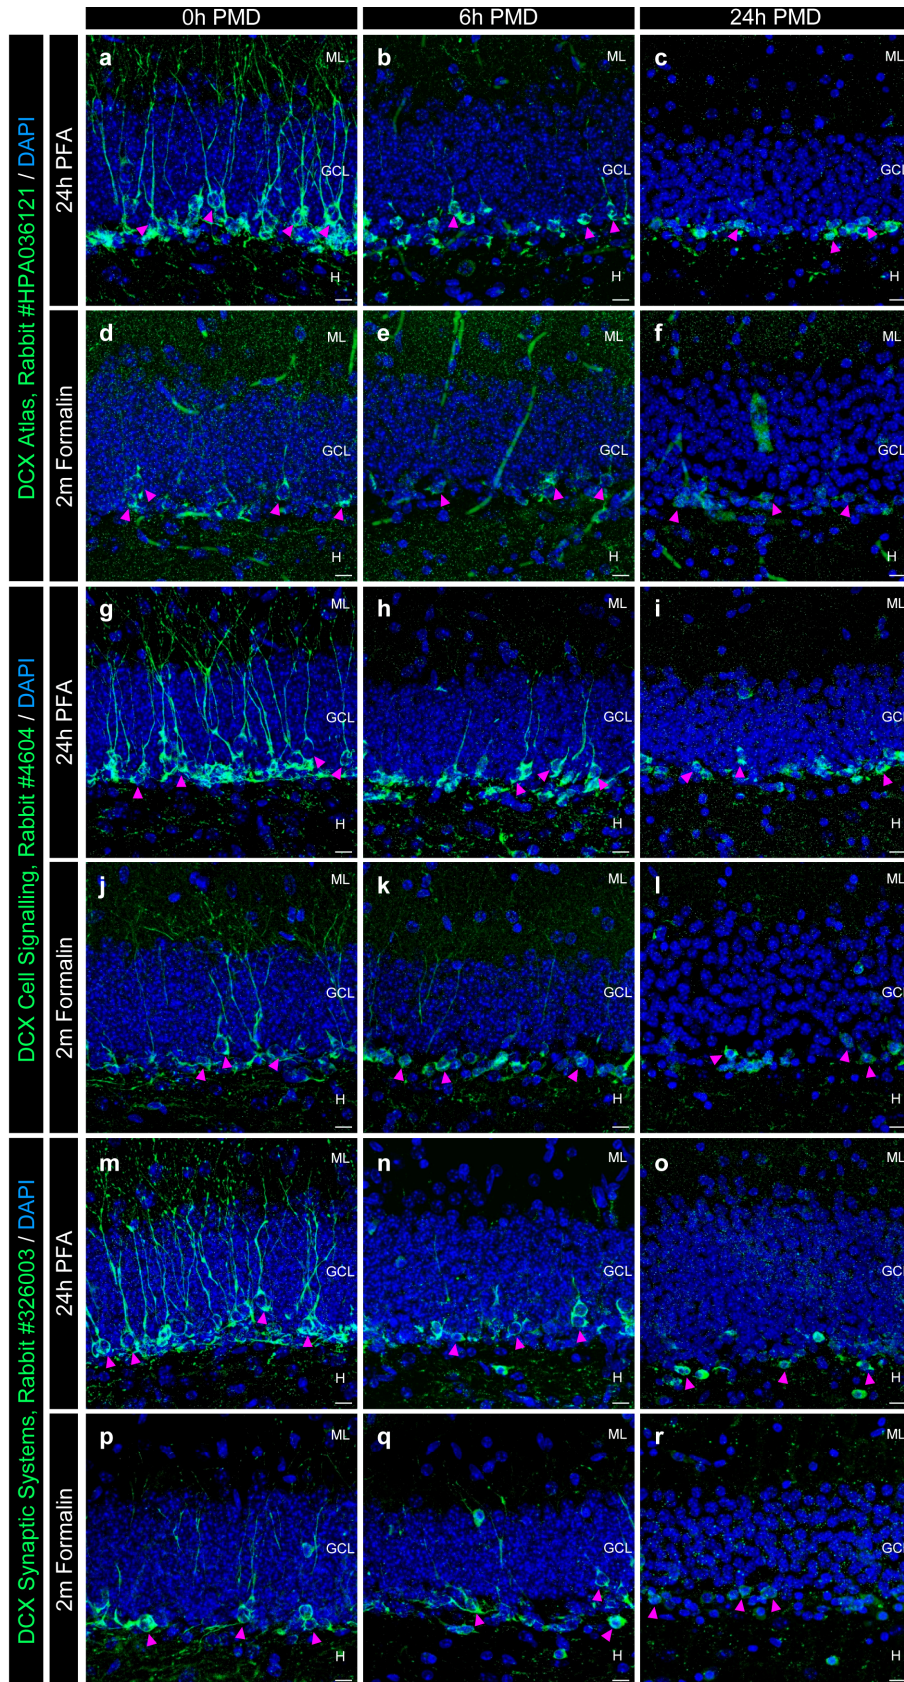 0h PMD
6h PMD
24h PMD
DCX Atlas, Rabbit #HPA036121 / DAPI
24h PFA
a
ML
GCL
H
b
ML
GCL
H
c
ML
GCL
H
2m Formalin
d
ML
GCL
H
e
ML
GCL
H
f
ML
GCL
H
DCX Cell Signalling, Rabbit #4604 / DAPI
24h PFA
g
ML
GCL
H
h
ML
GCL
H
i
ML
GCL
H
2m Formalin
j
ML
GCL
H
k
ML
GCL
H
l
ML
GCL
H
DCX Synaptic Systems, Rabbit #326003 / DAPI
24h PFA
m
ML
GCL
H
n
ML
GCL
H
o
ML
GCL
H
2m Formalin
p
ML
GCL
H
q
ML
GCL
H
r
ML
GCL
H